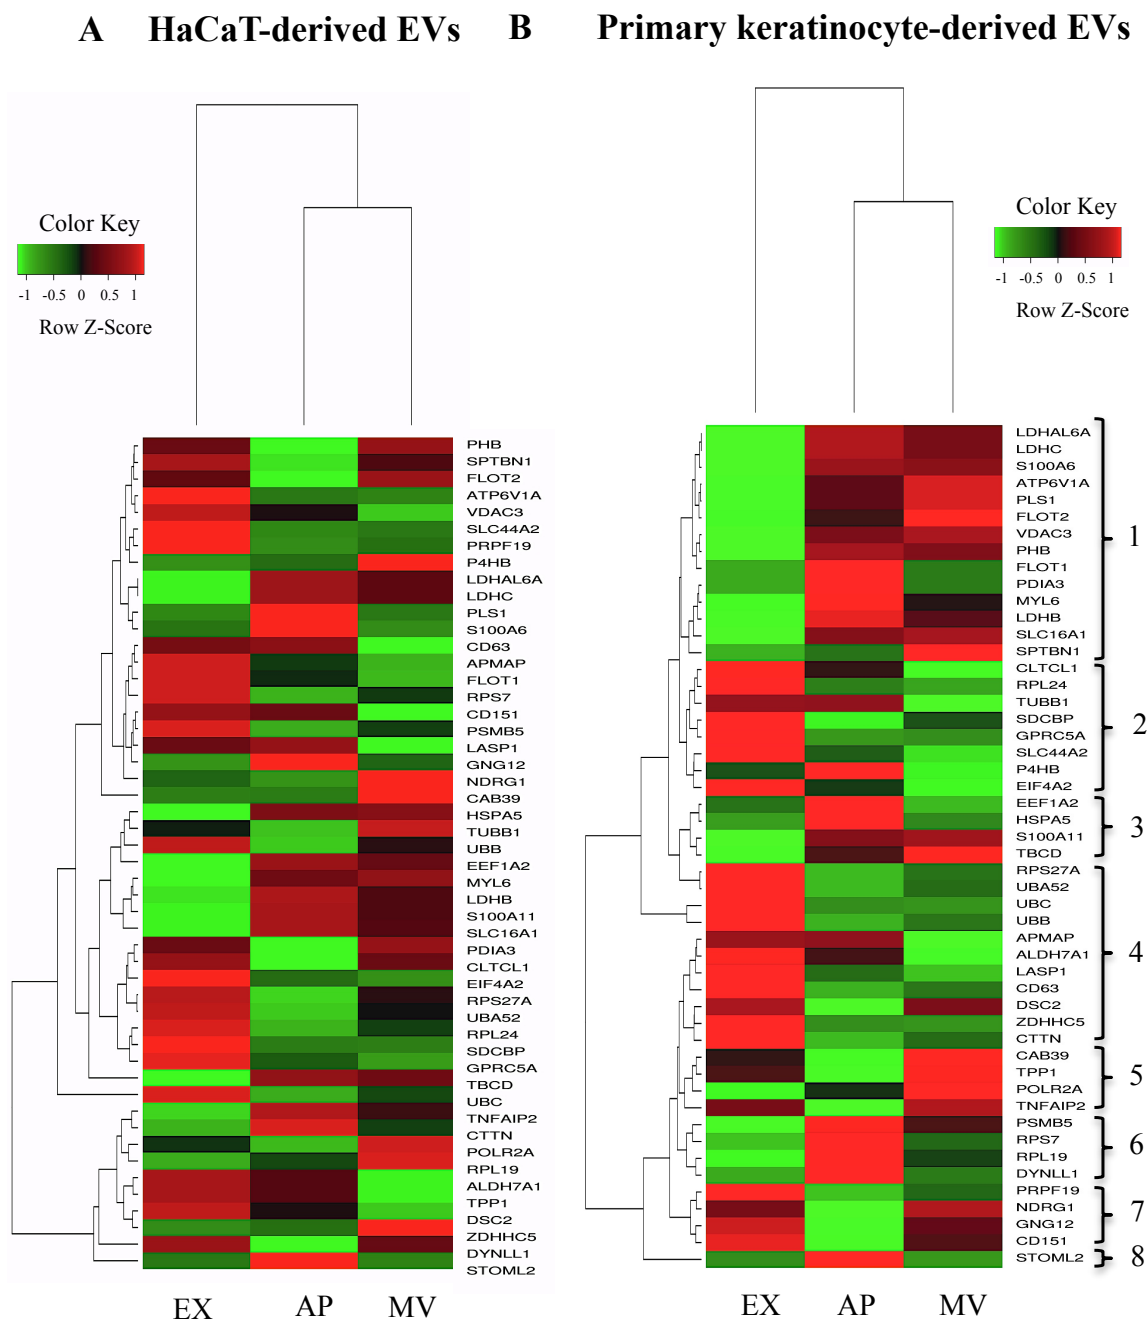 A HaCaT-derived EVs
B Primary keratinocyte-derived EVs
Color Key
-1 -0.5 0 0.5 1
Row Z-Score
PHB
SPTBN1
FLOT2
ATP6V1A
VDAC3
SLC44A2
PRPF19
P4HB
LDHAL6A
LDHC
PLS1
S100A6
CD63
APMAP
FLOT1
RPS7
CD151
PSMB5
LASP1
GNG12
NDRG1
CAB39
HSPA5
TUBB1
UBB
EEF1A2
MYL6
LDHB
S100A11
SLC16A1
PDIA3
CLTCL1
EIF4A2
RPS27A
UBA52
RPL24
SDCBP
GPRC5A
TBCD
UBC
TNFAIP2
CTTN
POLR2A
RPL19
ALDH7A1
TPP1
DSC2
ZDHHC5
DYNLL1
STOML2
EX AP MV
Color Key
-1 -0.5 0 0.5 1
Row Z-Score
LDHAL6A
LDHC
S100A6
ATP6V1A
PLS1
FLOT2
VDAC3
PHB
FLOT1
PDIA3
MYL6
LDHB
SLC16A1
SPTBN1
CLTCL1
RPL24
TUBB1
SDCBP
GPRC5A
SLC44A2
P4HB
EIF4A2
EEF1A2
HSPA5
S100A11
TBCD
RPS27A
UBA52
UBC
UBB
APMAP
ALDH7A1
LASP1
CD63
DSC2
ZDHHC5
CTTN
CAB39
TPP1
POLR2A
TNFAIP2
PSMB5
RPS7
RPL19
DYNLL1
PRPF19
NDRG1
GNG12
CD151
STOML2
1
2
3
4
5
6
7
8
EX AP MV